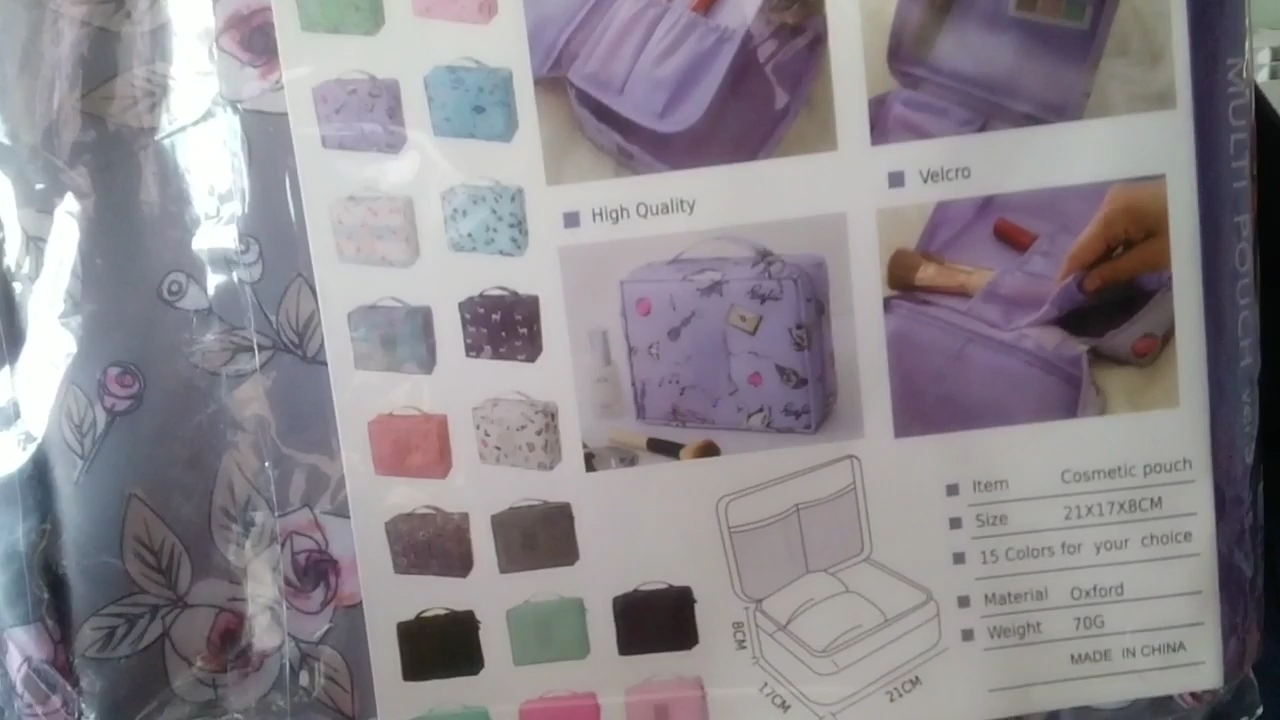 Velcro
High Quality
Item Cosmetic pouch
Size 21X17X8CM
15 Colors for your choice
Material Oxford
Weight 70G
MADE IN CHINA
8CM
17CM
21CM
MULTI POUCH